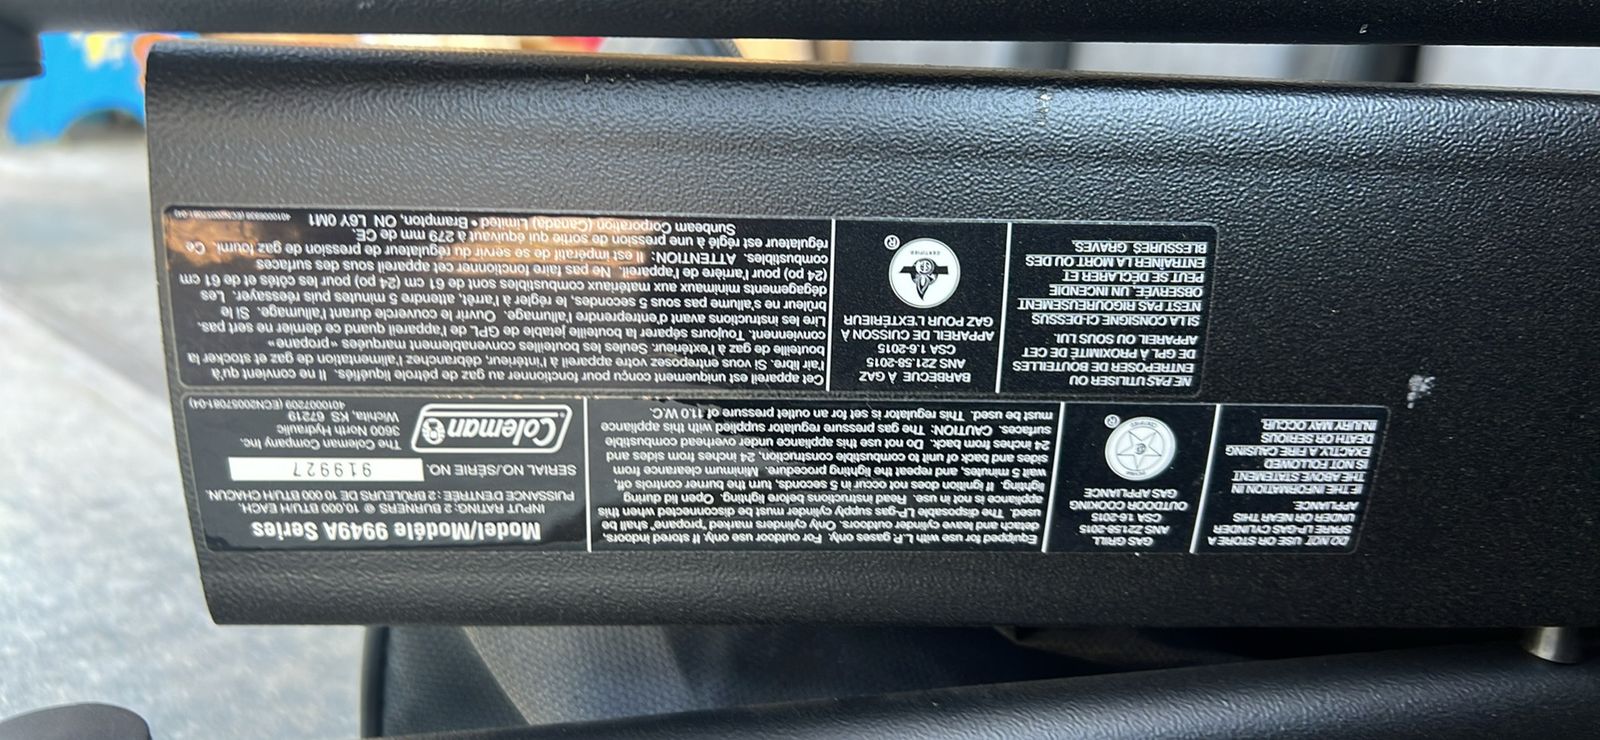 Model/Modéle 9949A Series
INPUT RATING: 2 BURNERS @ 10,000 BTUH EACH.
PUISSANCE D'ENTRÉE: 2 BRÛLEURS DE 10 000 BTUH CHACUN.
SERIAL NO./SÉRIE NO. 919927
Coleman
The Coleman Company Inc.
3600 North Hydraulic
Wichita, KS 67219
4010007209 (ECN20057081-04)
Equipped for use with L.P. gases only. For outdoor use only. If stored indoors,
detach and leave cylinder outdoors. Only cylinders marked "propane" shall be
used. The disposable LP-gas supply cylinder must be disconnected when this
appliance is not in use. Read instructions before lighting. Open lid during
lighting. If ignition does not occur in 5 seconds, turn the burner controls off,
wait 5 minutes, and repeat the lighting procedure. Minimum clearance from
sides and back of unit to combustible construction, 24 inches from sides and
24 inches from back. Do not use this appliance under overhead combustible
surfaces. CAUTION: The gas pressure regulator supplied with this appliance
must be used. This regulator is set for an outlet pressure of 11.0 W.C.
GAS GRILL
ANS Z21.58-2015
CSA 1.6-2015
OUTDOOR COOKING
GAS APPLIANCE
®
DO NOT USE OR STORE A
SPARE LP-GAS CYLINDER
UNDER OR NEAR THIS
APPLIANCE.
IF THE INFORMATION IN
THE ABOVE STATEMENT
IS NOT FOLLOWED
EXACTLY, A FIRE CAUSING
DEATH OR SERIOUS
INJURY MAY OCCUR.
Cet appareil est uniquement conçu pour fonctionner au gaz de pétrole liquéfiés. Il ne convient qu'à
l'air libre. Si vous entreposez votre appareil à l'intérieur, débranchez l'alimentation de gaz et stocker la
bouteille de gaz à l'extérieur. Seules les bouteilles convenablement marquées «propane»
conviennent. Toujours séparer la bouteille jetable de GPL de l'appareil quand ce dernier ne sert pas.
Lire les instructions avant d'entreprendre l'allumage. Ouvrir le couvercle durant l'allumage. Si le
brûleur ne s'allume pas sous 5 secondes, le régler à l'arrêt, attendre 5 minutes puis réessayer. Les
dégagements minimaux aux matériaux combustibles sont de 61 cm (24 po) pour les côtés et de 61 cm
(24 po) pour l'arrière de l'appareil. Ne pas faire fonctionner cet appareil sous des surfaces
combustibles. ATTENTION: Il est impératif de se servir du régulateur de pression de gaz fourni. Ce
régulateur est réglé à une pression de sortie qui équivaut à 279 mm de CE.
Sunbeam Corporation (Canada) Limited • Brampton, ON L6Y 0M1
(ECN20057081-04)
BARBECUE À GAZ
ANS Z21.58-2015
CSA 1.6-2015
APPAREIL DE CUISSON À
GAZ POUR L'EXTÉRIEUR
CERTIFIED
®
NE PAS UTILISER OU
ENTREPOSER DE BOUTEILLES
DE GPL À PROXIMITÉ DE CET
APPAREIL OU SOUS LUI.
SI LA CONSIGNE CI-DESSUS
N'EST PAS RIGOUREUSEMENT
OBSERVÉE, UN INCENDIE
PEUT SE DÉCLARER ET
ENTRAÎNER LA MORT OU DES
BLESSURES GRAVES.